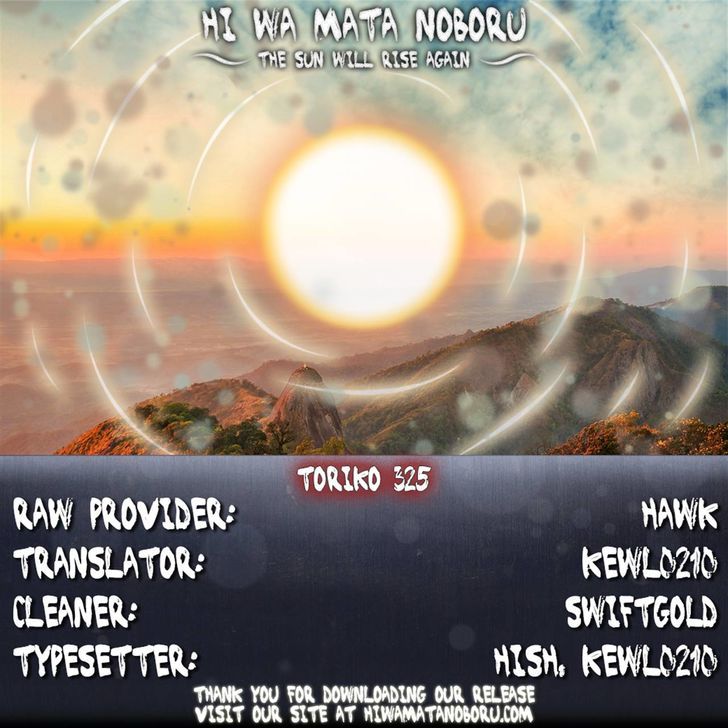 HI WA MATA NOBORU
THE SUN WILL RISE AGAIN
TORIKO 325
RAW PROVIDER: HAWK
TRANSLATOR: KEWL0210
CLEANER: SWIFTGOLD
TYPESETTER: HISH, KEWL0210
THANK YOU FOR DOWNLOADING OUR RELEASE
VISIT OUR SITE AT HIWAMATANOBORU.COM